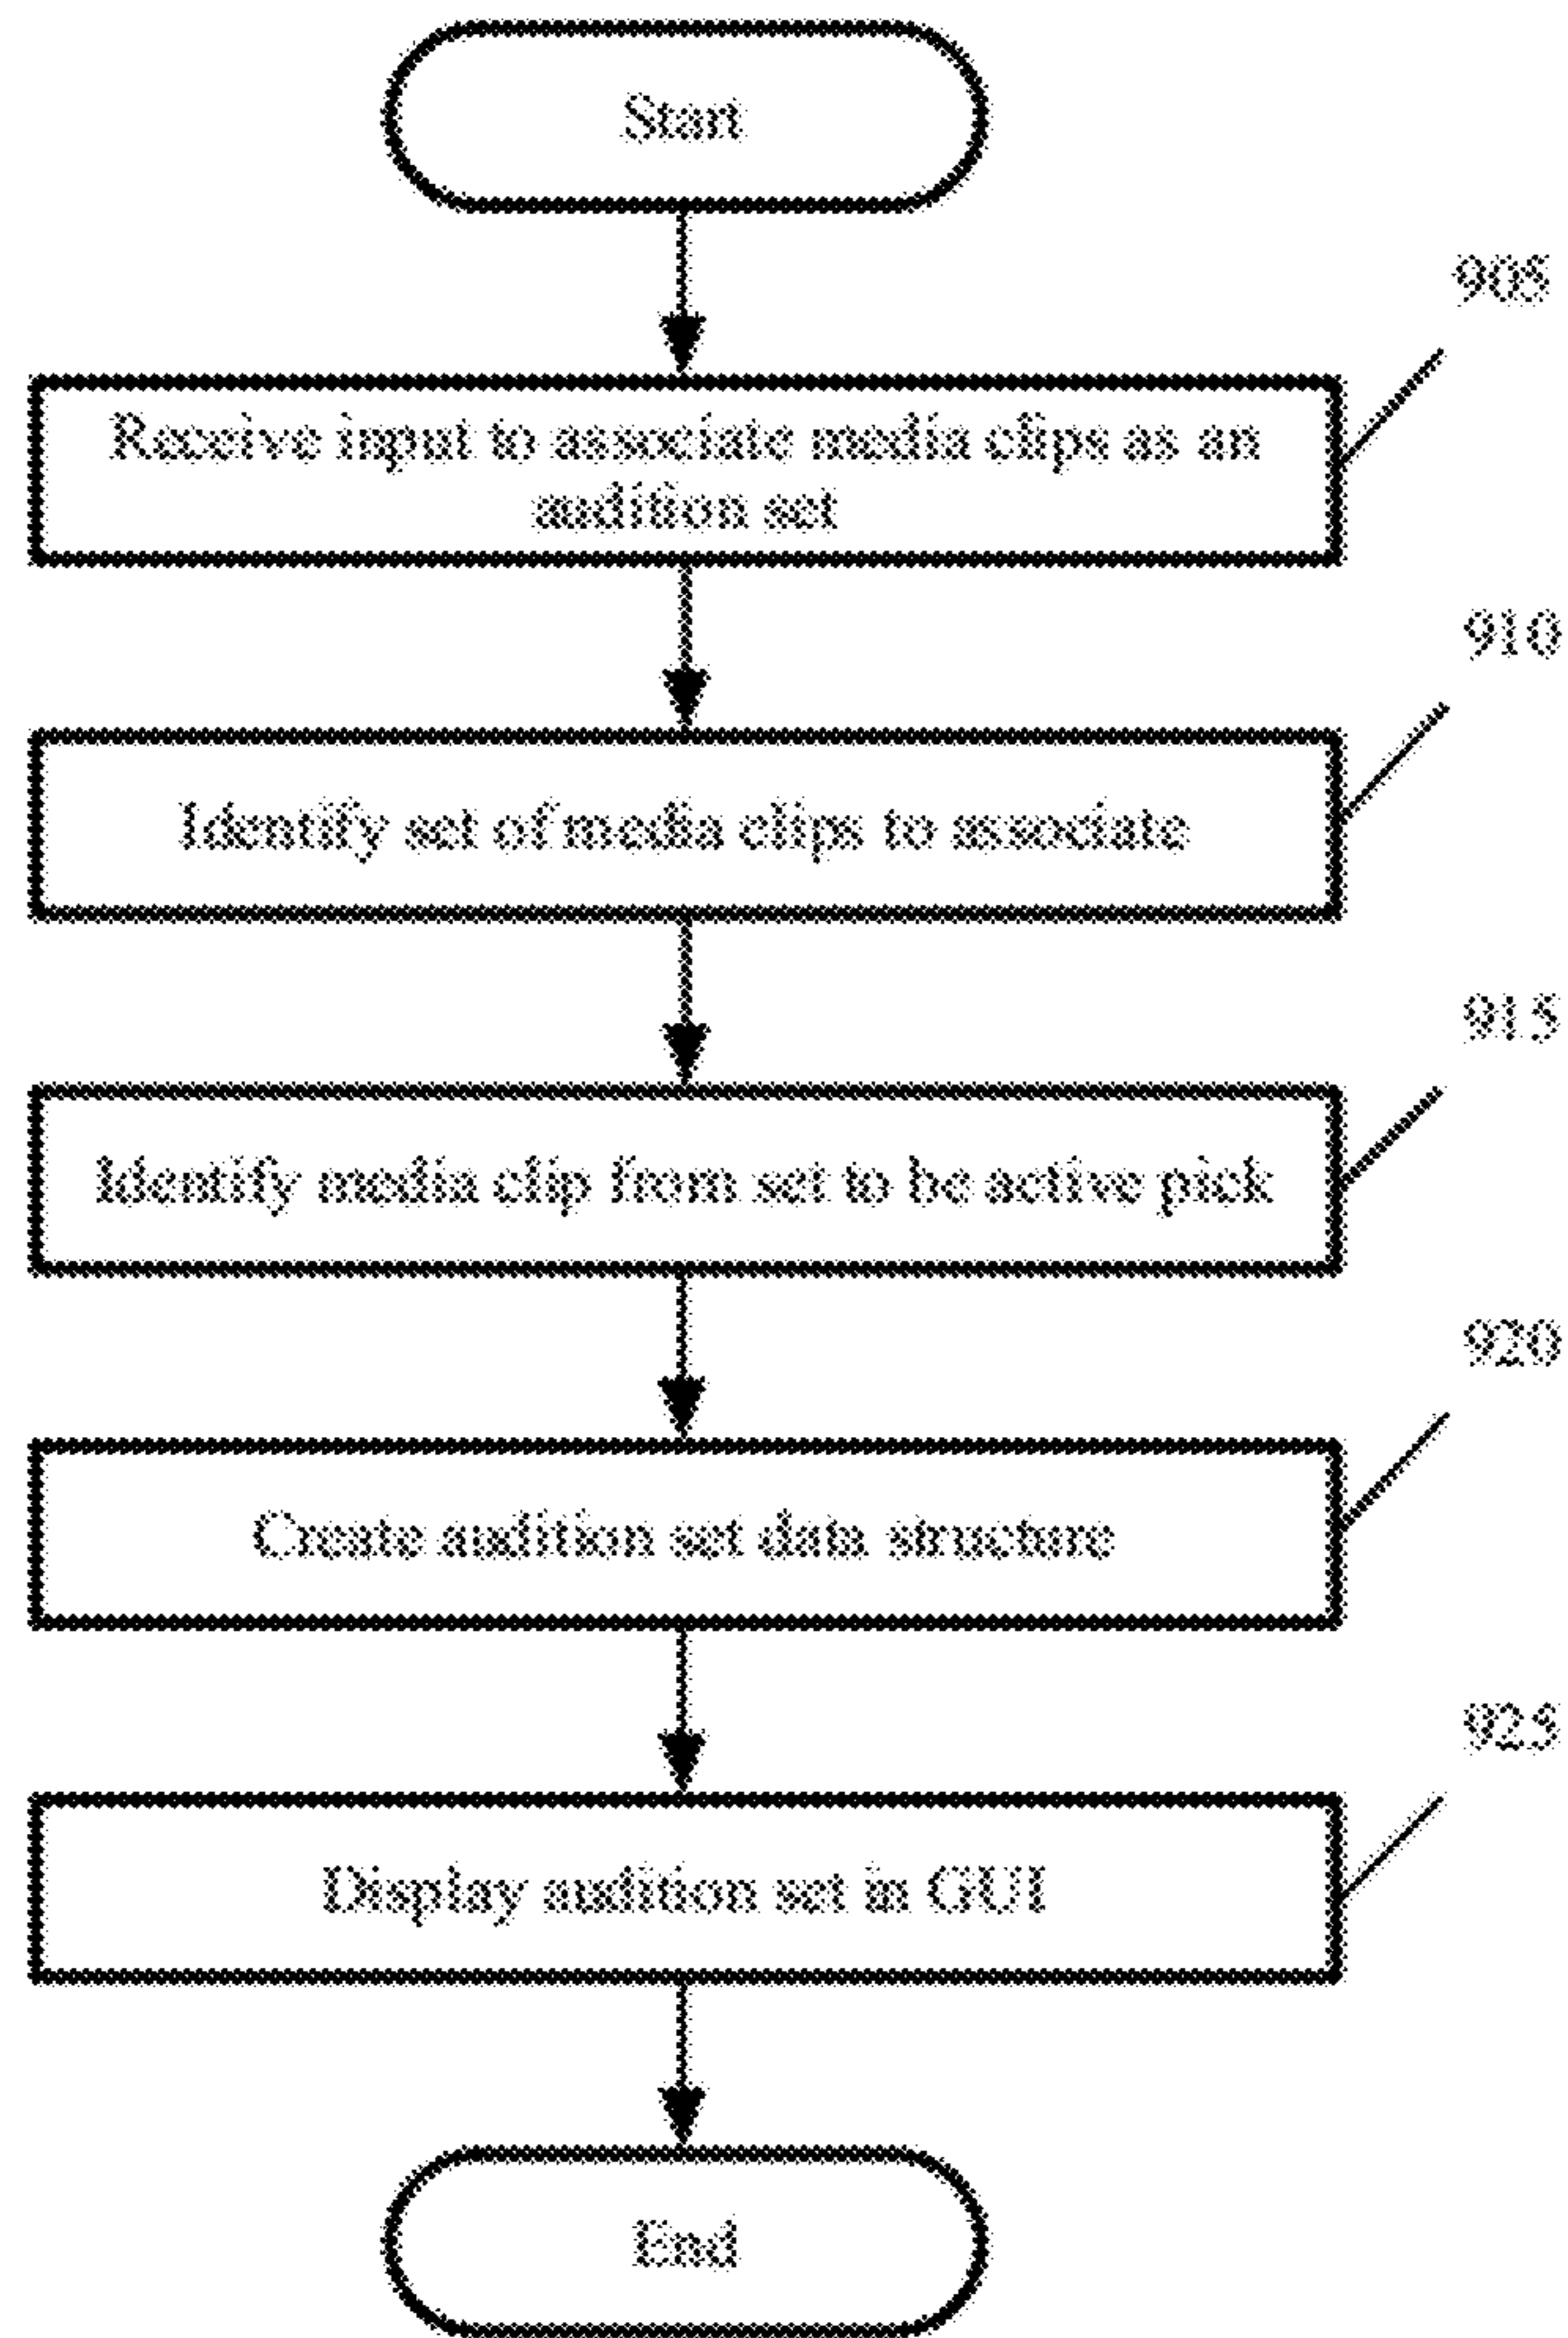 Start
905
Receive input to associate media clips as an
audition set
910
Identify set of media clips to associate
915
Identify media clip from set to be active pick
920
Create audition set data structure
925
Display audition set in GUI
End